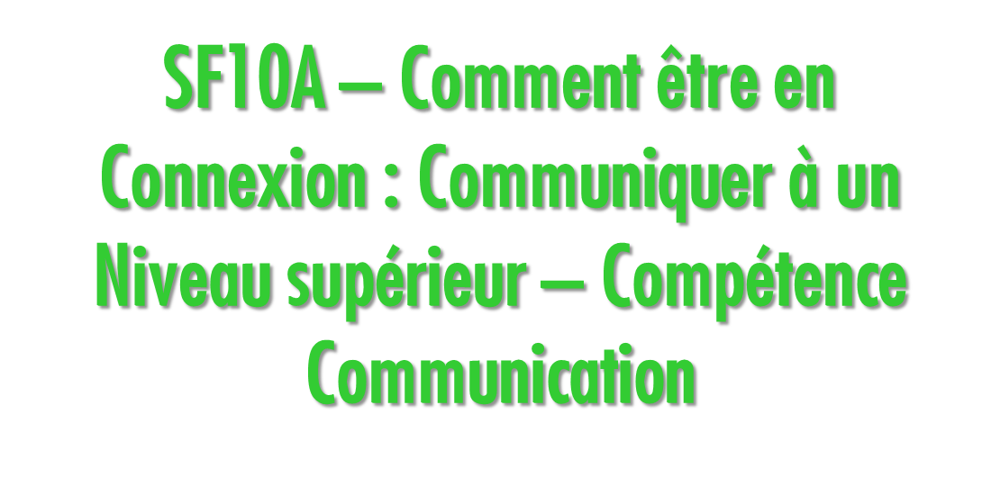 SF10A – Comment être en
Connexion : Communiquer à un
Niveau supérieur – Compétence
Communication